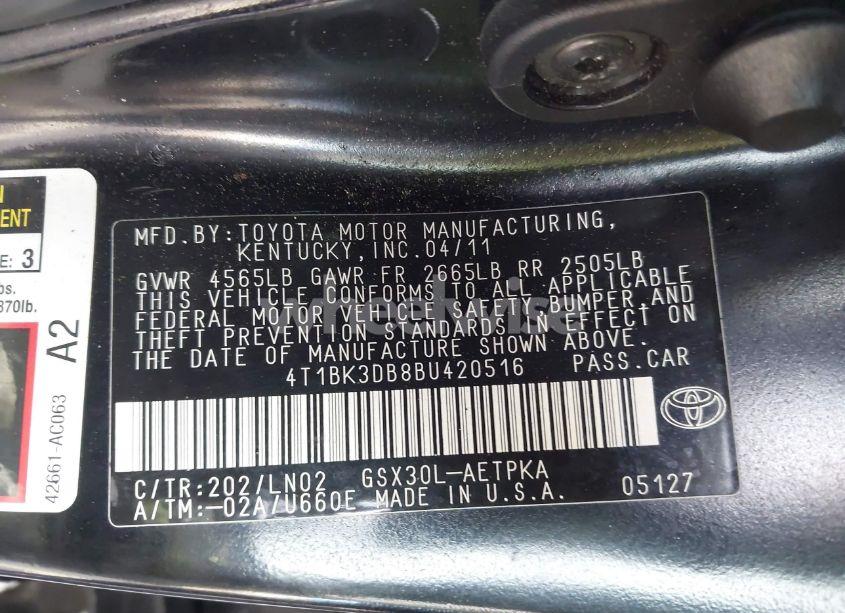 MFD.BY:TOYOTA MOTOR MANUFACTURING,
KENTUCKY,INC.04/11
GVWR 4565LB GAWR FR 2665LB RR 2505LB
THIS VEHICLE CONFORMS TO ALL APPLICABLE
FEDERAL MOTOR VEHICLE SAFETY,BUMPER,AND
THEFT PREVENTION STANDARDS IN EFFECT ON
THE DATE OF MANUFACTURE SHOWN ABOVE.
4T1BK3DB8BU420516 PASS.CAR
C/TR:202/LN02 GSX30L-AETPKA
A/TM:-02A/U660E MADE IN U.S.A. 05127
E: 3
870lb.
A2
42661-AC063
wheelwise